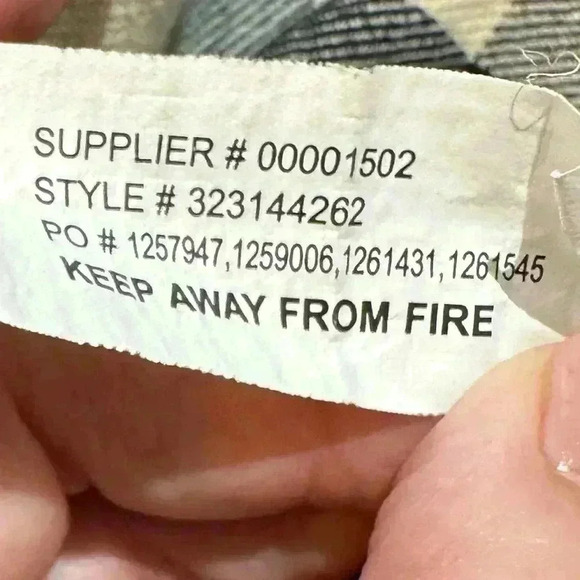 SUPPLIER # 00001502
STYLE # 323144262
PO # 1257947,1259006,1261431,1261545
KEEP AWAY FROM FIRE